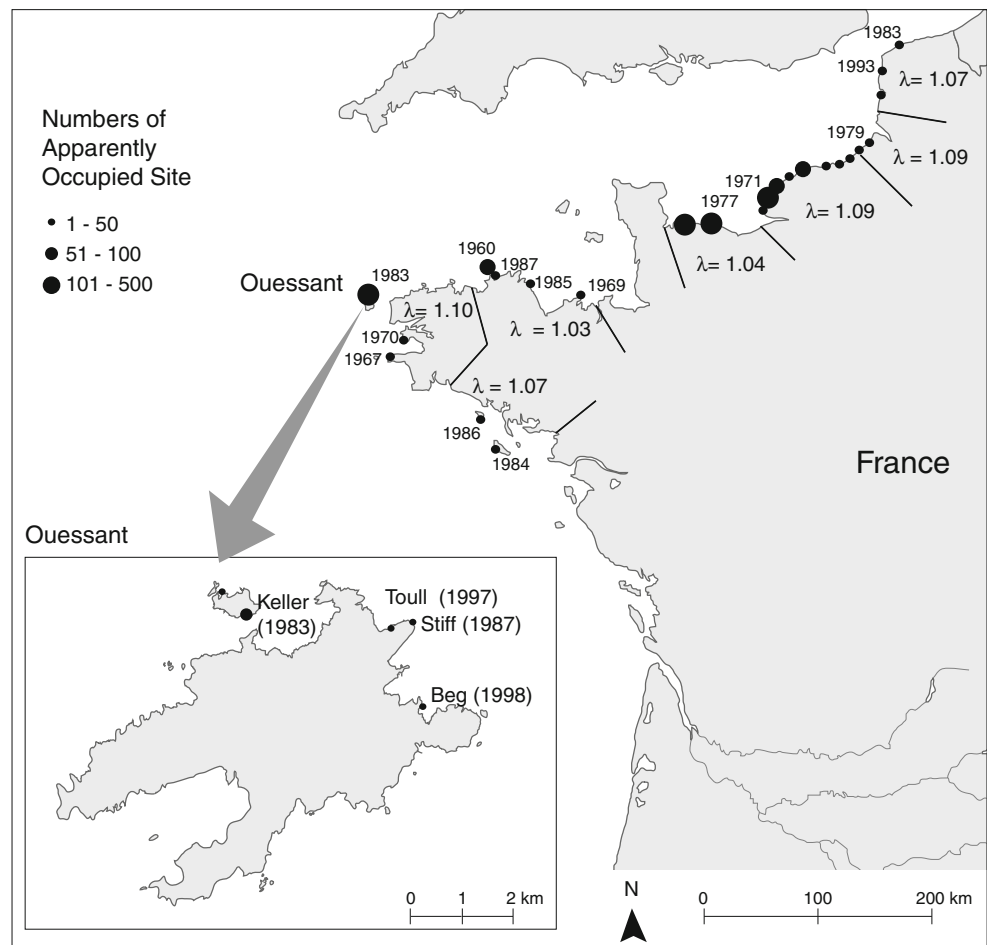 Numbers of
Apparently
Occupied Site
1 - 50
51 - 100
101 - 500
1983
1993
λ= 1.07
1979
λ = 1.09
1971
λ= 1.09
1977
λ= 1.04
1960
1987
1985
1969
Ouessant
1983
λ= 1.10
λ = 1.03
1970
1967
λ = 1.07
1986
1984
France
Ouessant
Keller
(1983)
Toull (1997)
Stiff (1987)
Beg (1998)
0 1 2 km
N
0 100 200 km